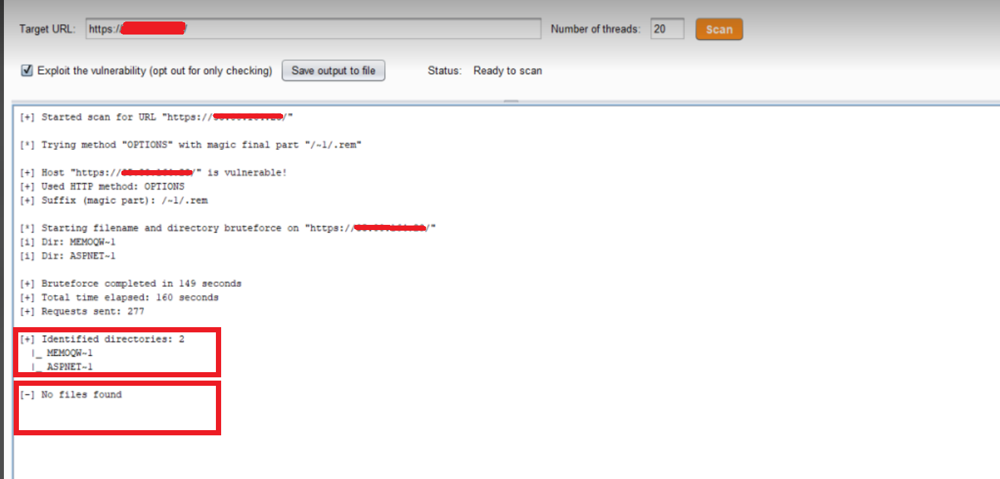 Target URL: https:// / Number of threads: 20 Scan
Exploit the vulnerability (opt out for only checking) Save output to file Status: Ready to scan
[+] Started scan for URL "https:// /"
[*] Trying method "OPTIONS" with magic final part "/~1/.rem"
[+] Host "https:// /" is vulnerable!
[+] Used HTTP method: OPTIONS
[+] Suffix (magic part): /~1/.rem
[*] Starting filename and directory bruteforce on "https:// /"
[i] Dir: MEMOQW~1
[i] Dir: ASPNET~1
[+] Bruteforce completed in 149 seconds
[+] Total time elapsed: 160 seconds
[+] Requests sent: 277
[+] Identified directories: 2
|_ MEMOQW~1
|_ ASPNET~1
[-] No files found